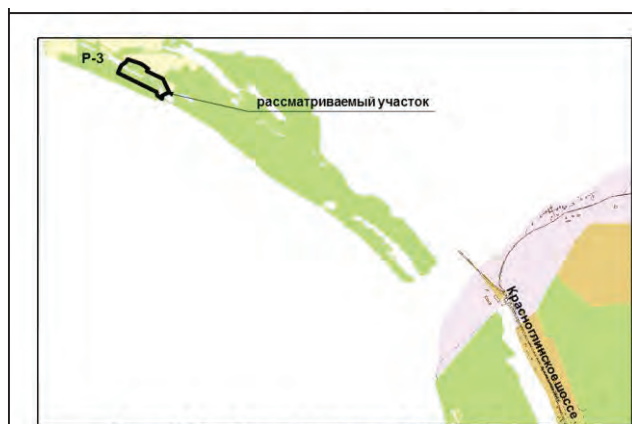 Р-3
рассматриваемый участок
Красноглинское шоссе